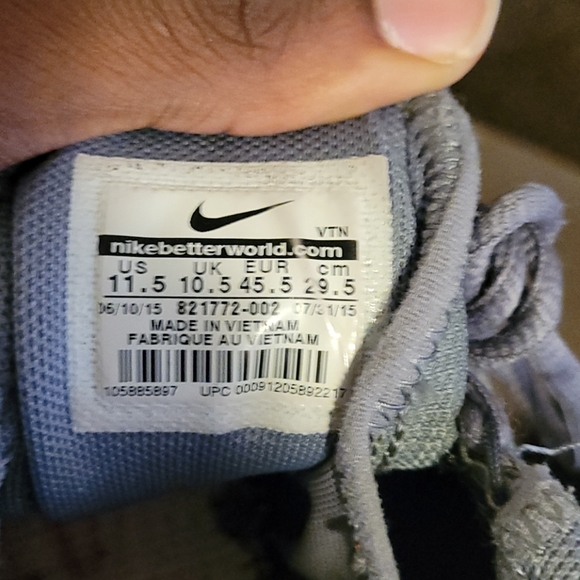 VTN
nikebetterworld.com
US UK EUR cm
11.5 10.5 45.5 29.5
06/10/15 821772-002 07/31/15
MADE IN VIETNAM
FABRIQUE AU VIETNAM
105885897 UPC 00091205892217